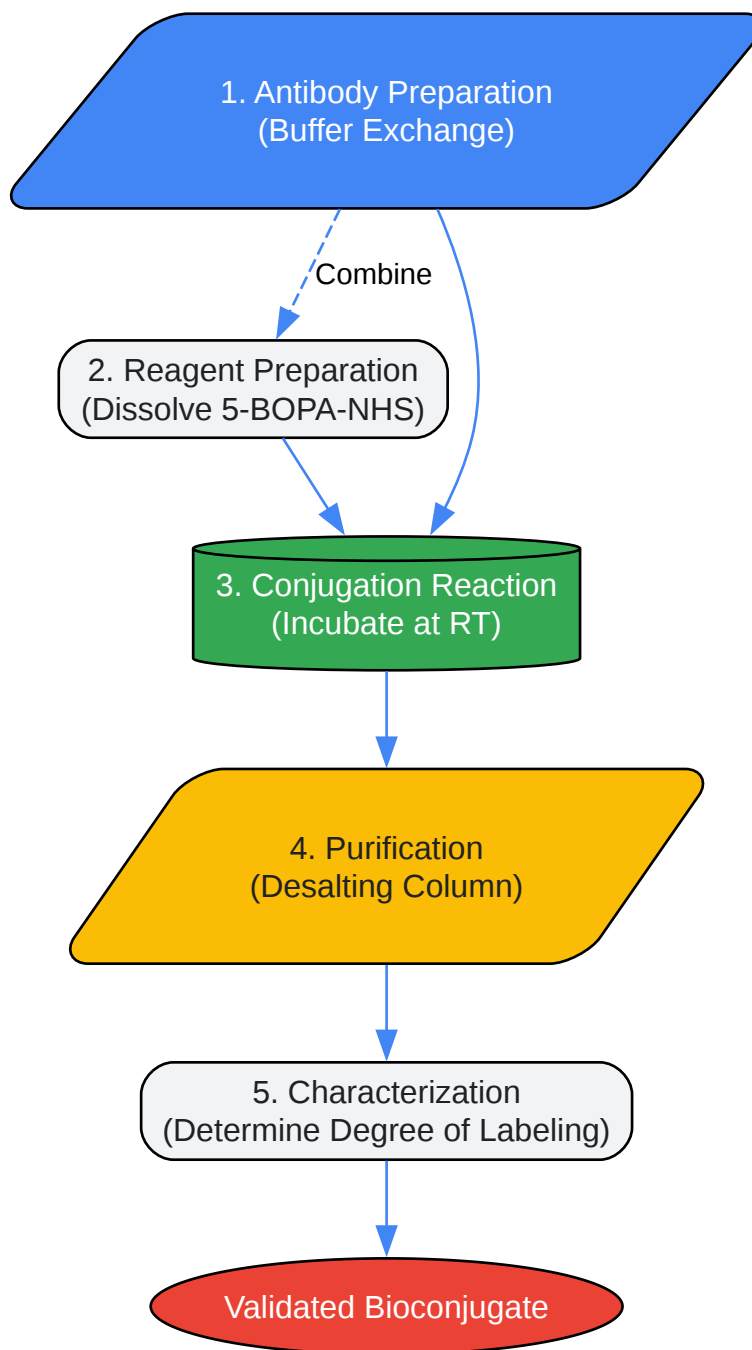 1. Antibody Preparation
(Buffer Exchange)
Combine
2. Reagent Preparation
(Dissolve 5-BOPA-NHS)
3. Conjugation Reaction
(Incubate at RT)
4. Purification
(Desalting Column)
5. Characterization
(Determine Degree of Labeling)
Validated Bioconjugate